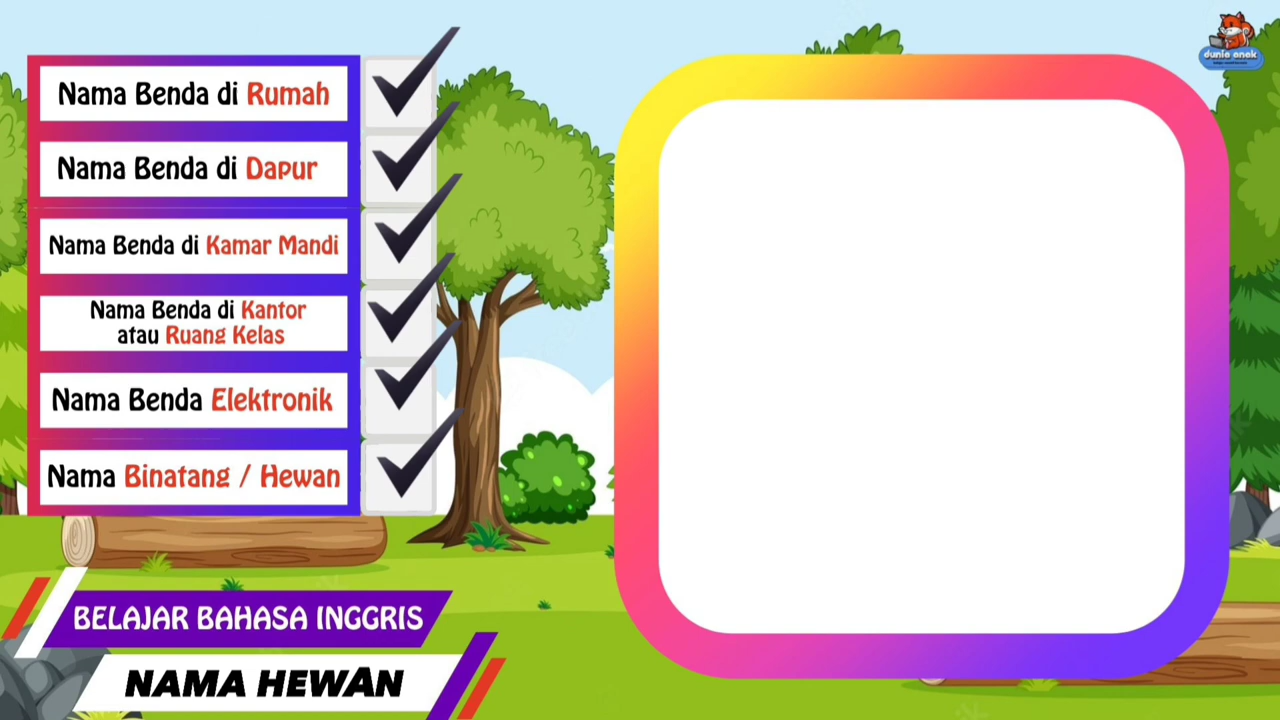 Nama Benda di Rumah
Nama Benda di Dapur
Nama Benda di Kamar Mandi
Nama Benda di Kantor
atau Ruang Kelas
Nama Benda Elektronik
Nama Binatang / Hewan
BELAJAR BAHASA INGGRIS
NAMA HEWAN
dunia anak